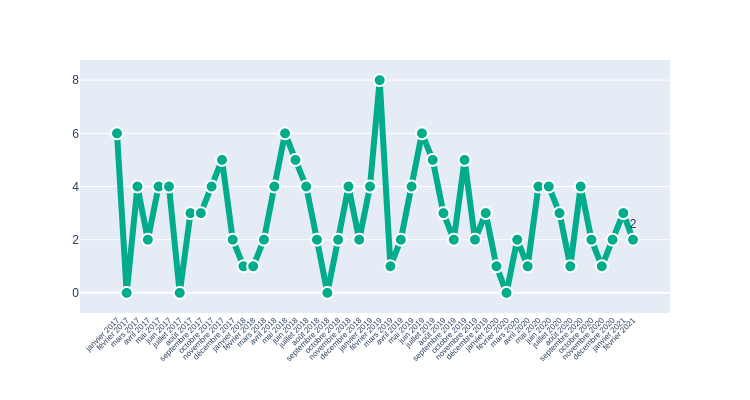 8
6
4
2
0
2
janvier 2017
février 2017
mars 2017
avril 2017
mai 2017
juin 2017
juillet 2017
août 2017
septembre 2017
octobre 2017
novembre 2017
décembre 2017
janvier 2018
février 2018
mars 2018
avril 2018
mai 2018
juin 2018
juillet 2018
août 2018
septembre 2018
octobre 2018
novembre 2018
décembre 2018
janvier 2019
février 2019
mars 2019
avril 2019
mai 2019
juin 2019
juillet 2019
août 2019
septembre 2019
octobre 2019
novembre 2019
décembre 2019
janvier 2020
février 2020
mars 2020
avril 2020
mai 2020
juin 2020
juillet 2020
août 2020
septembre 2020
octobre 2020
novembre 2020
décembre 2020
janvier 2021
février 2021